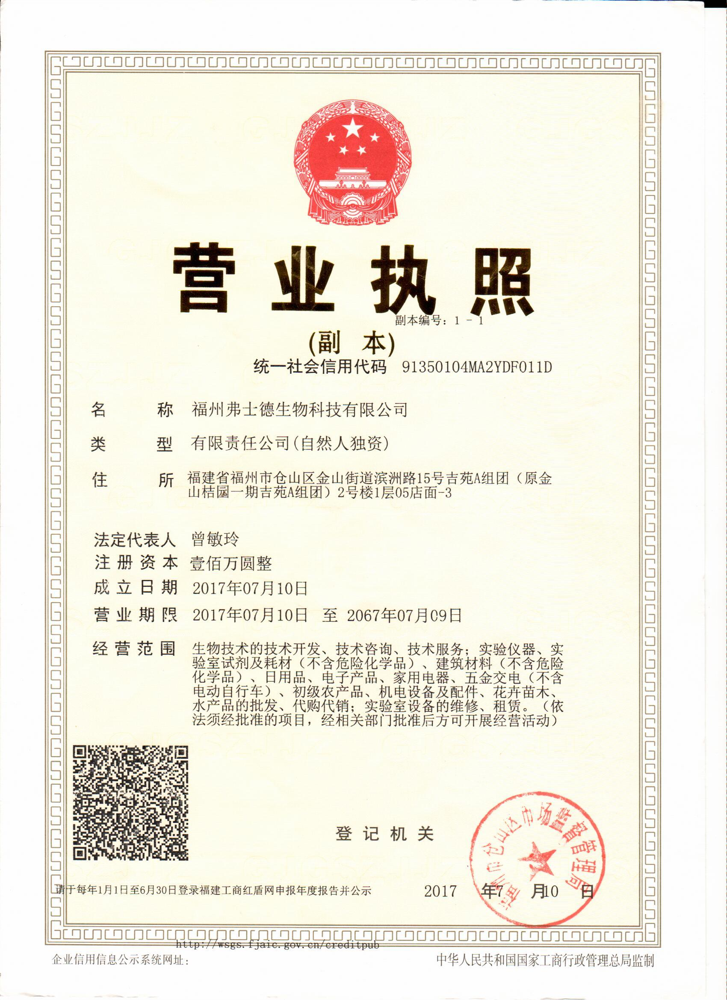 营业执照
副本编号：1 - 1
(副 本)
统一社会信用代码 91350104MA2YDF011D
名 称 福州弗士德生物科技有限公司
类 型 有限责任公司(自然人独资)
住 所 福建省福州市仓山区金山街道滨洲路15号吉苑A组团（原金
山桔园一期吉苑A组团）2号楼1层05店面-3
法定代表人 曾敏玲
注册资本 壹佰万圆整
成立日期 2017年07月10日
营业期限 2017年07月10日 至 2067年07月09日
经营范围 生物技术的技术开发、技术咨询、技术服务；实验仪器、实
验室试剂及耗材（不含危险化学品）、建筑材料（不含危险
化学品）、日用品、电子产品、家用电器、五金交电（不含
电动自行车）、初级农产品、机电设备及配件、花卉苗木、
水产品的批发、代购代销；实验室设备的维修、租赁。（依
法须经批准的项目，经相关部门批准后方可开展经营活动）
登记机关
福州市仓山区市场监督管理局
请于每年1月1日至6月30日登录福建工商红盾网申报年度报告并公示
2017 年7 月10 日
http://wsgs.fjaic.gov.cn/creditpub
企业信用信息公示系统网址：
中华人民共和国国家工商行政管理总局监制